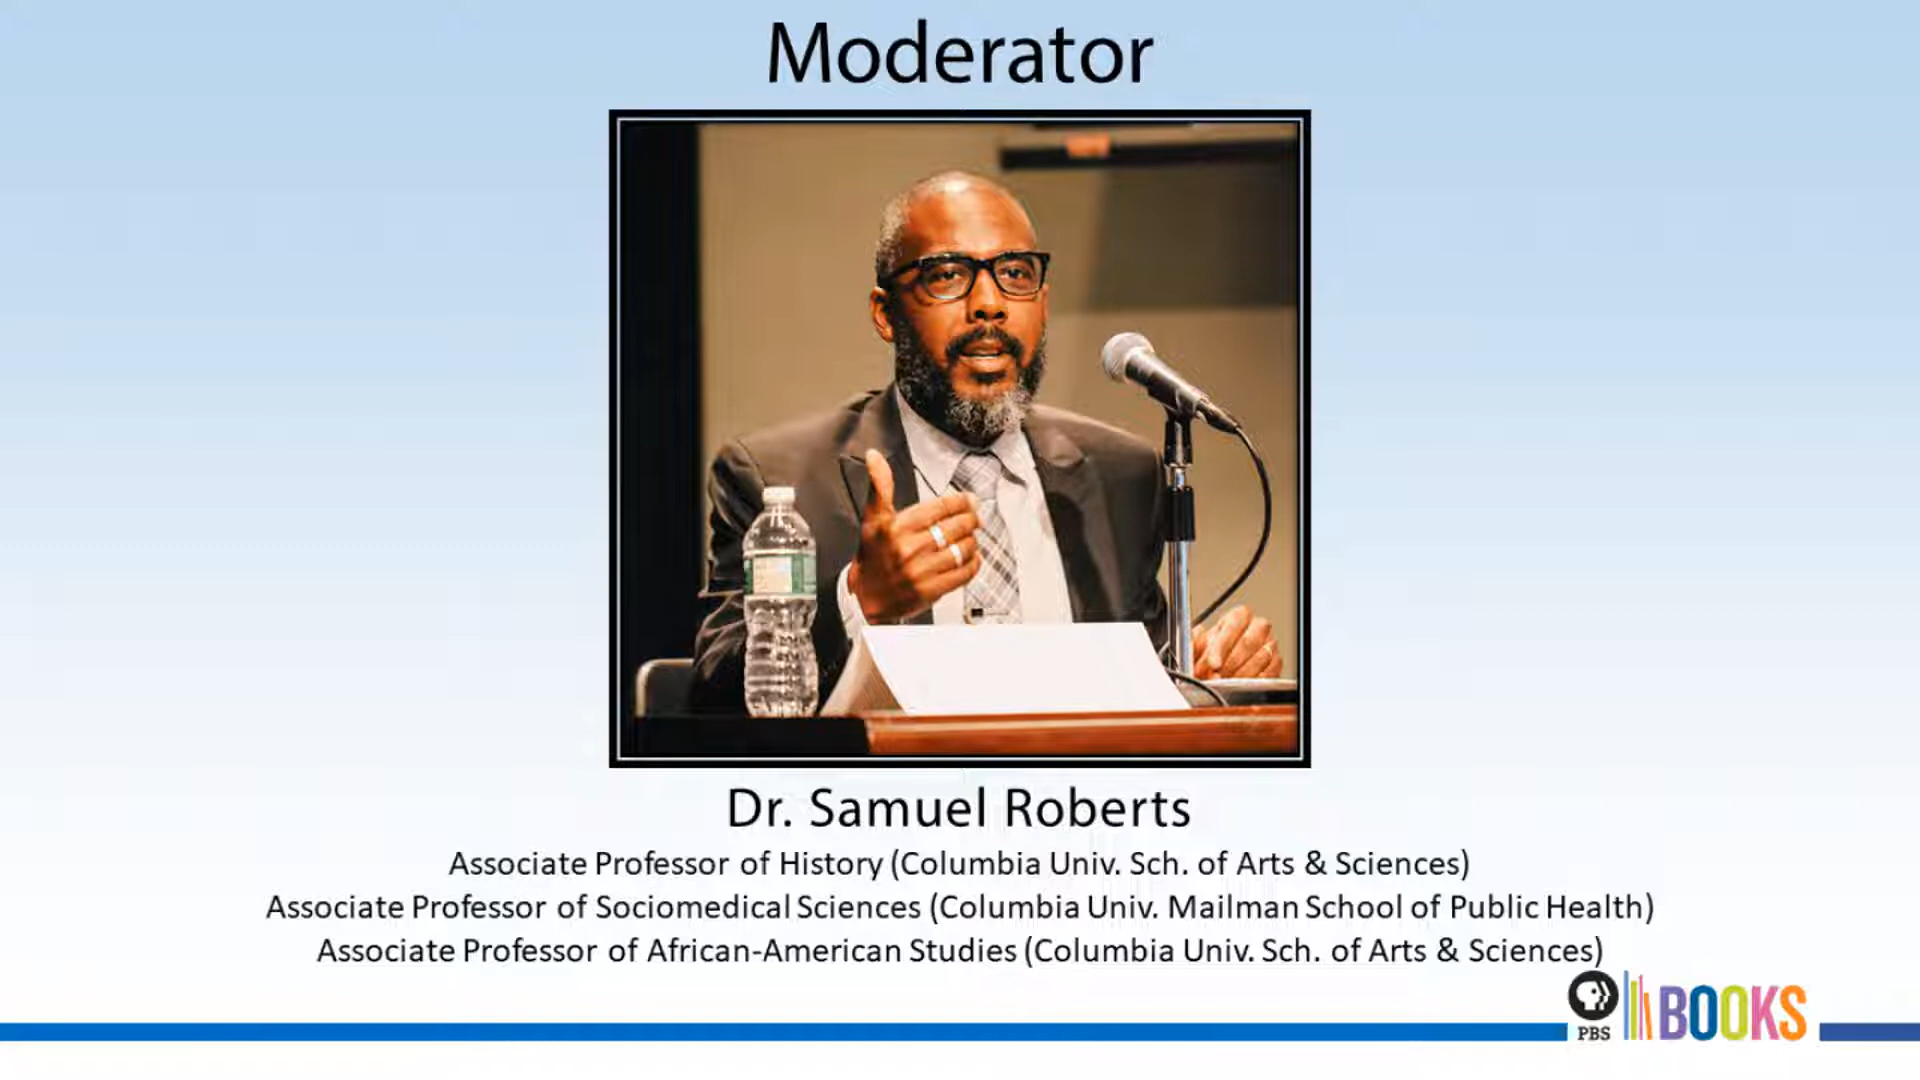 Moderator
Dr. Samuel Roberts
Associate Professor of History (Columbia Univ. Sch. of Arts & Sciences)
Associate Professor of Sociomedical Sciences (Columbia Univ. Mailman School of Public Health)
Associate Professor of African-American Studies (Columbia Univ. Sch. of Arts & Sciences)
PBS BOOKS